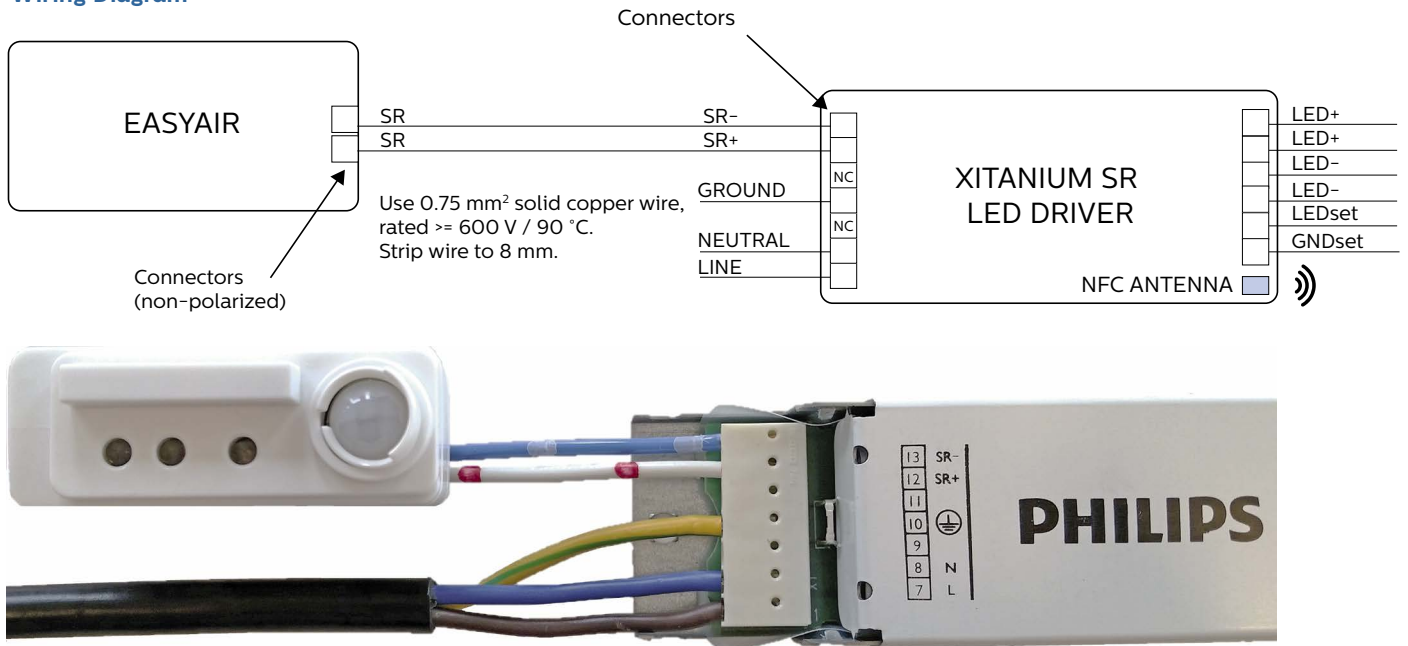 Wiring Diagram
Connectors
EASYAIR
SR
SR
SR-
SR+
NC
GROUND
NC
NEUTRAL
LINE
Use 0.75 mm² solid copper wire,
rated >= 600 V / 90 °C.
Strip wire to 8 mm.
Connectors
(non-polarized)
XITANIUM SR
LED DRIVER
NFC ANTENNA
LED+
LED+
LED-
LED-
LEDset
GNDset
13 SR-
12 SR+
11
10
9
8 N
7 L
PHILIPS